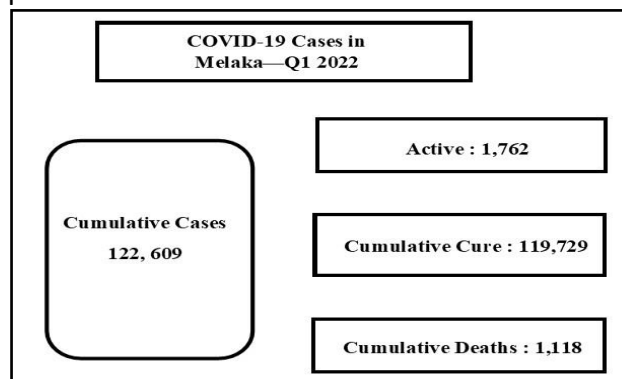 COVID-19 Cases in
Melaka—Q1 2022
Cumulative Cases
122, 609
Active : 1,762
Cumulative Cure : 119,729
Cumulative Deaths : 1,118